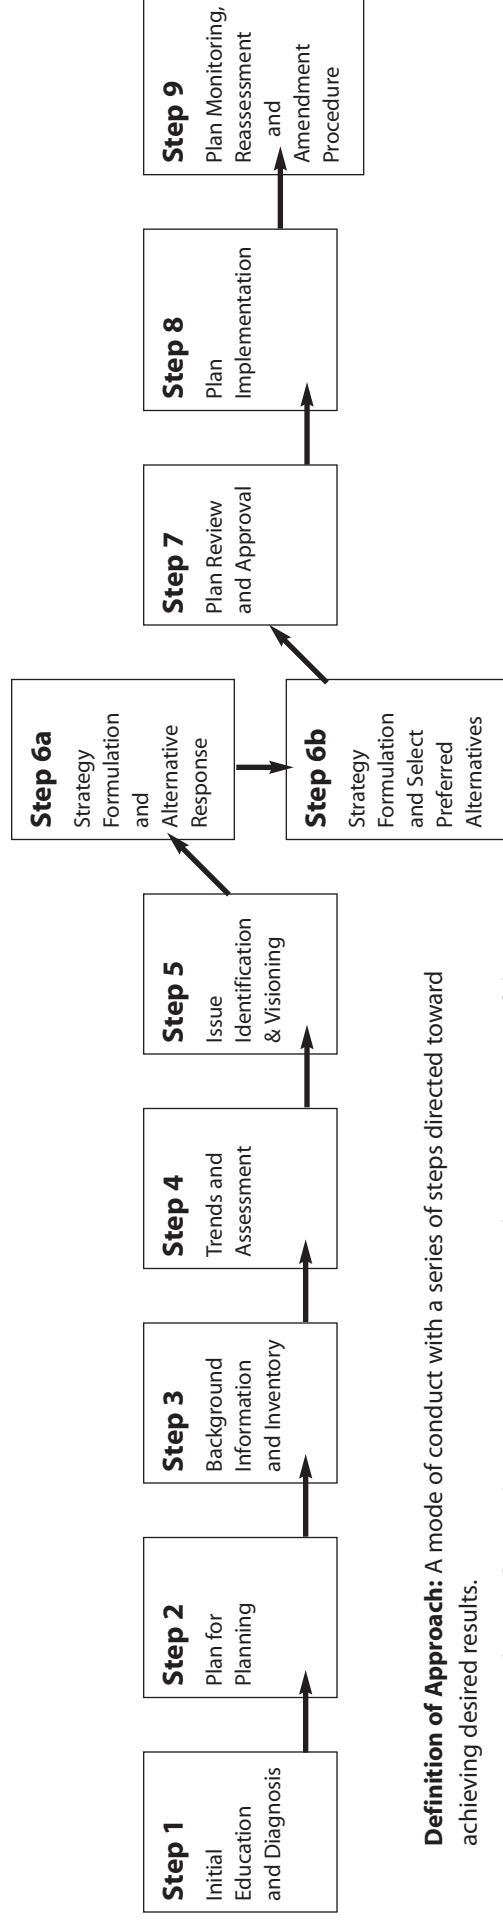 Step 1
Initial
Education
and Diagnosis
Step 2
Plan for
Planning
Step 3
Background
Information
and Inventory
Step 4
Trends and
Assessment
Step 5
Issue
Identification
& Visioning
Step 6a
Strategy
Formulation
and
Alternative
Response
Step 6b
Strategy
Formulation
and Select
Preferred
Alternatives
Step 7
Plan Review
and Approval
Step 8
Plan
Implementation
Step 9
Plan Monitoring,
Reassessment
and
Amendment
Procedure
Definition of Approach: A mode of conduct with a series of steps directed toward
achieving desired results.